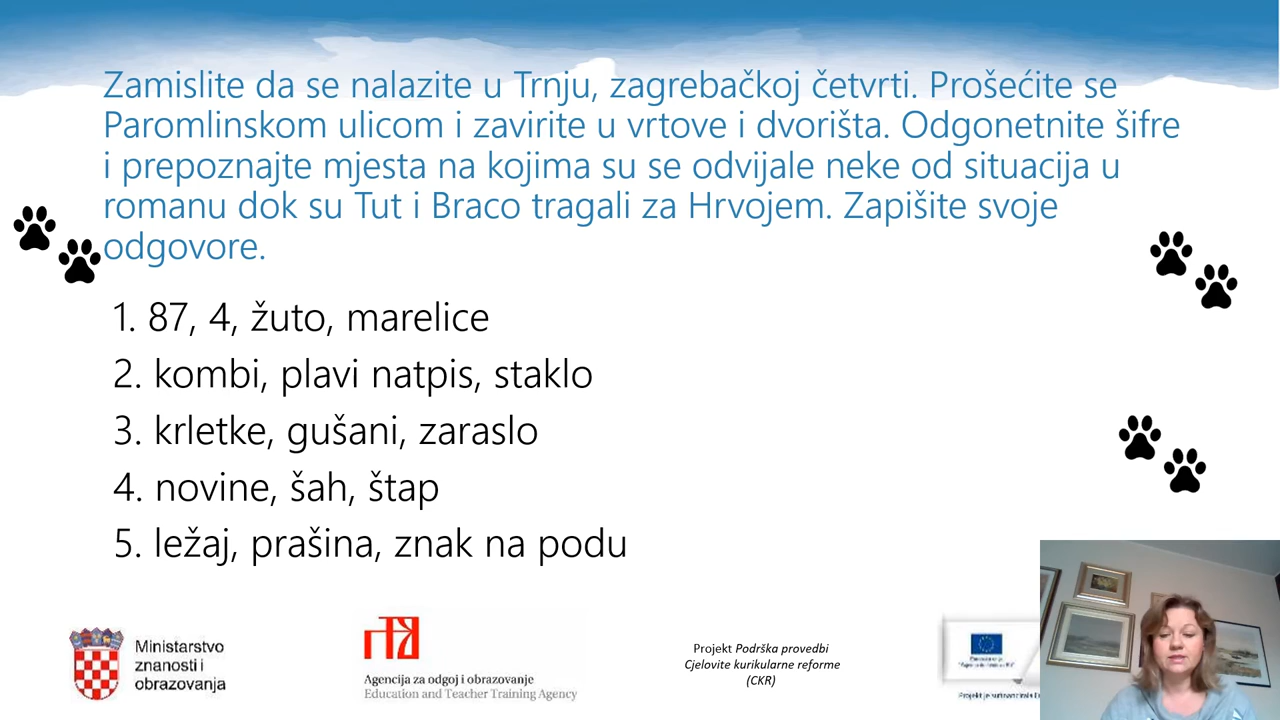 Zamislite da se nalazite u Trnju, zagrebačkoj četvrti. Prošećite se
Paromlinskom ulicom i zavirite u vrtove i dvorišta. Odgonetnite šifre
i prepoznajte mjesta na kojima su se odvijale neke od situacija u
romanu dok su Tut i Braco tragali za Hrvojem. Zapišite svoje
odgovore.
1. 87, 4, žuto, marelice
2. kombi, plavi natpis, staklo
3. krletke, gušani, zaraslo
4. novine, šah, štap
5. ležaj, prašina, znak na podu
Ministarstvo
znanosti i
obrazovanja
Agencija za odgoj i obrazovanje
Education and Teacher Training Agency
Projekt Podrška provedbi
Cjelovite kurikularne reforme
(CKR)
Projekt je sufinancirala